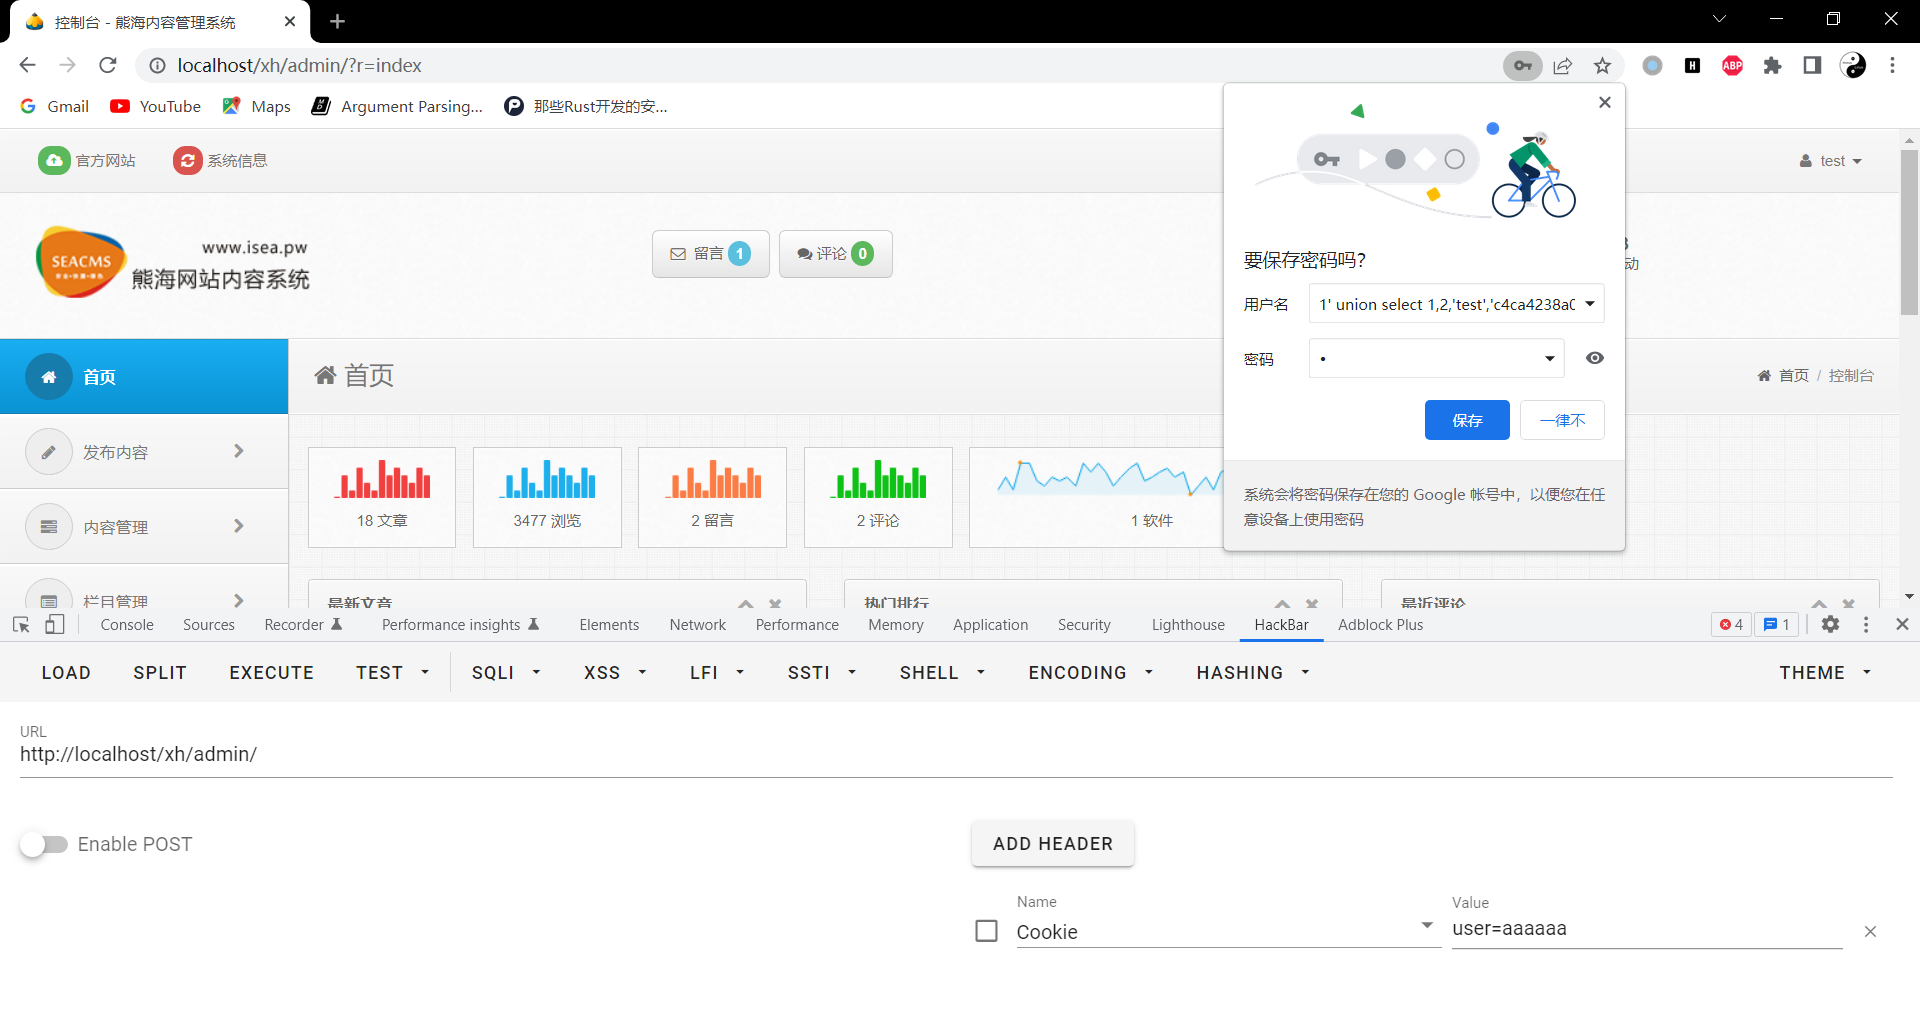 控制台 - 熊海内容管理系统
localhost/xh/admin/?r=index
ABP
Gmail
YouTube
Maps
Argument Parsing...
那些Rust开发的安...
官方网站
系统信息
test
SEACMS
www.isea.pw
熊海网站内容系统
留言 1
评论 0
动
要保存密码吗?
用户名
1' union select 1,2,'test','c4ca4238a0
密码
•
保存
一律不
系统会将密码保存在您的 Google 帐号中，以便您在任
意设备上使用密码
首页
首页
首页 / 控制台
发布内容
内容管理
栏目管理
18 文章
3477 浏览
2 留言
2 评论
1 软件
最新文章
热门排行
最近评论
Console
Sources
Recorder
Performance insights
Elements
Network
Performance
Memory
Application
Security
Lighthouse
HackBar
Adblock Plus
4
1
LOAD
SPLIT
EXECUTE
TEST
SQLI
XSS
LFI
SSTI
SHELL
ENCODING
HASHING
THEME
URL
http://localhost/xh/admin/
Enable POST
ADD HEADER
Name
Cookie
Value
user=aaaaaa